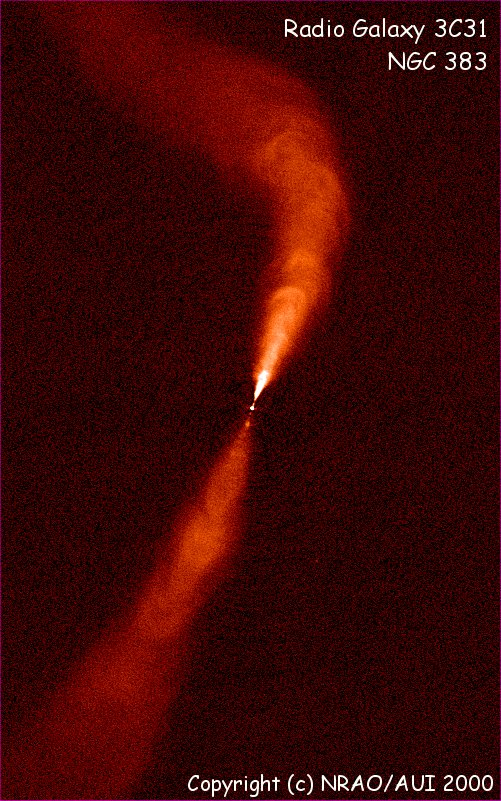 Radio Galaxy 3C31
NGC 383
Copyright (c) NRAO/AUI 2000